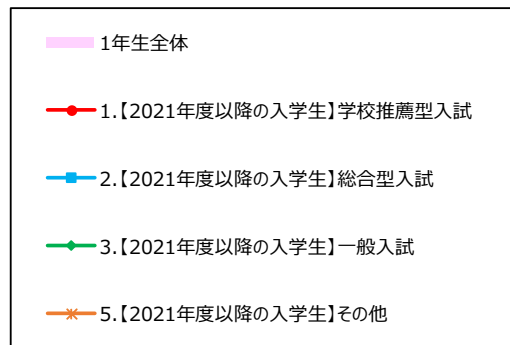 1年生全体
1.【2021年度以降の入学生】学校推薦型入試
2.【2021年度以降の入学生】総合型入試
3.【2021年度以降の入学生】一般入試
5.【2021年度以降の入学生】その他